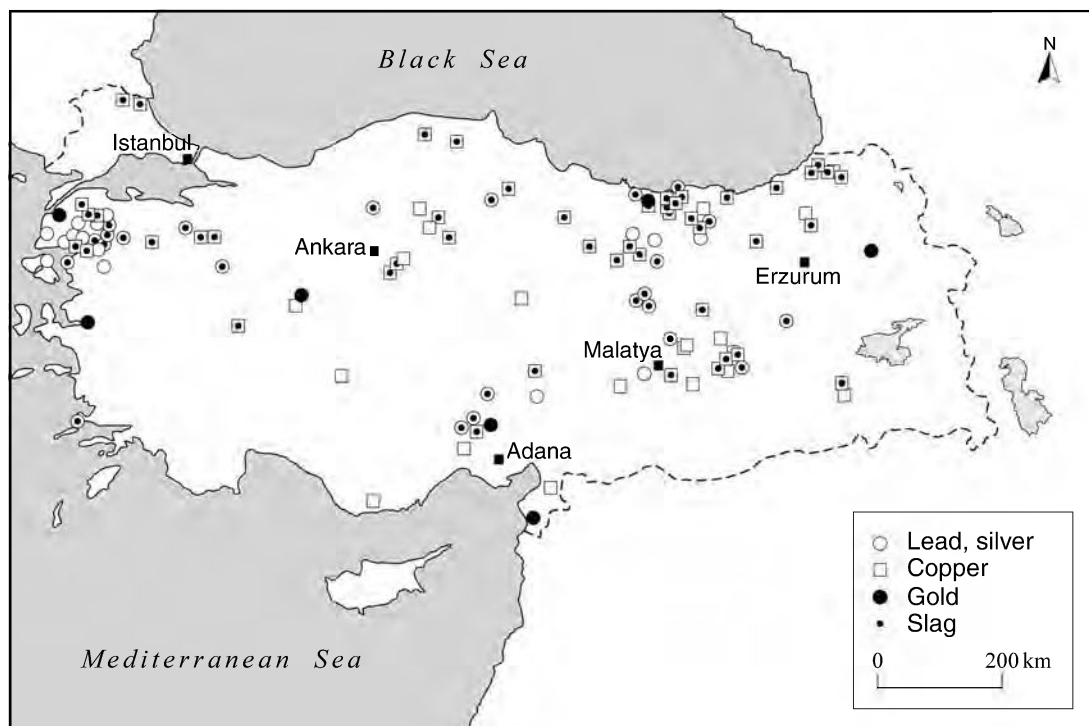 Black Sea
N
Istanbul
Ankara
Erzurum
Malatya
Adana
Mediterranean Sea
Lead, silver
Copper
Gold
Slag
0 200 km